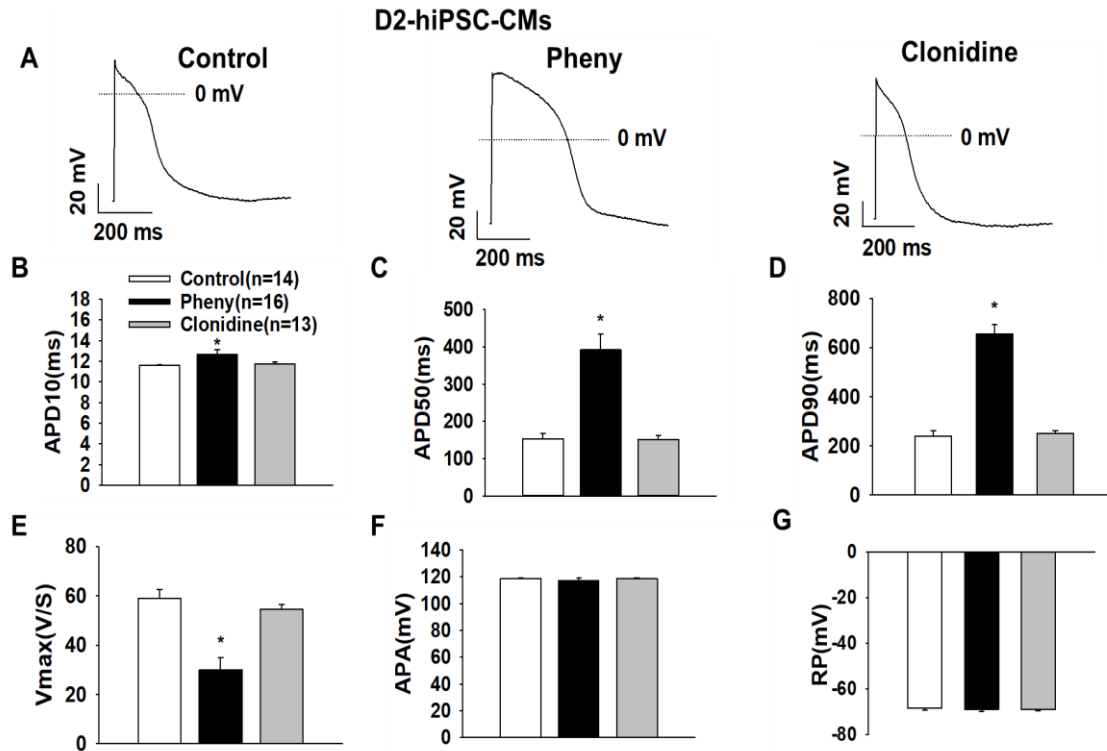 D2-hiPSC-CMs
A
Control
Pheny
Clonidine
0 mV
0 mV
0 mV
20 mV
200 ms
20 mV
200 ms
20 mV
200 ms
B
Control(n=14)
Pheny(n=16)
Clonidine(n=13)
APD10(ms)
18
16
14
12
10
8
6
4
2
0
*
C
APD50(ms)
500
400
300
200
100
0
*
D
APD90(ms)
800
600
400
200
0
*
E
Vmax(V/S)
80
60
40
20
0
*
F
APA(mV)
140
120
100
80
60
40
20
0
G
RP(mV)
0
-20
-40
-60
-80